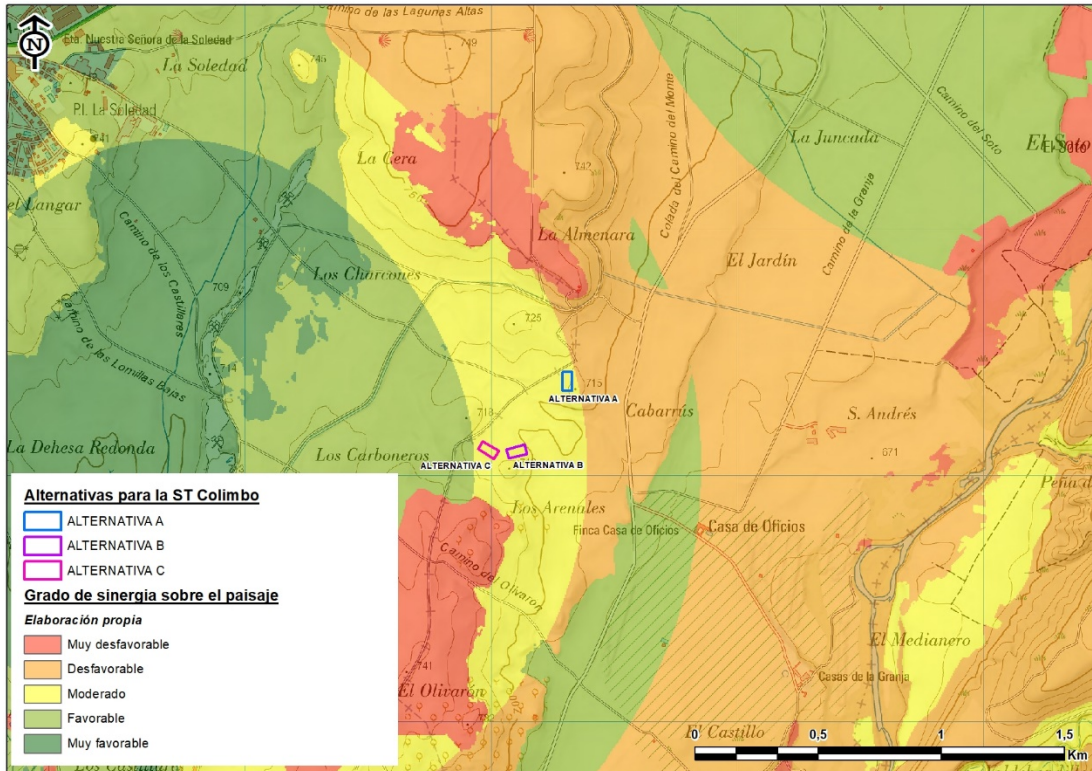 N
Camino de las Lagunas Altas
Eta. Nuestra Señora de la Soledad
La Soledad
749
745
P.I. La Soledad
741
La Cera
742
La Almenara
Colada del Camino del Monte
La Juncada
Camino del Soto
El Soto
El Soto
Camino de la Granja
El Jardín
el Langar
Camino de los Castillares
Los Charcones
709
Camino de las Lomillas Bajas
714
725
715
ALTERNATIVA A
Cabarrús
S. Andrés
671
718
La Dehesa Redonda
Los Carboneros
ALTERNATIVA C
ALTERNATIVA B
Los Arenales
Finca Casa de Oficios
Casa de Oficios
Camino del Olivarón
741
El Olivarón
El Medianero
Casas de la Granja
El Castillo
Alternativas para la ST Colimbo
ALTERNATIVA A
ALTERNATIVA B
ALTERNATIVA C
Grado de sinergia sobre el paisaje
Elaboración propia
Muy desfavorable
Desfavorable
Moderado
Favorable
Muy favorable
0 0,5 1 1,5
Km